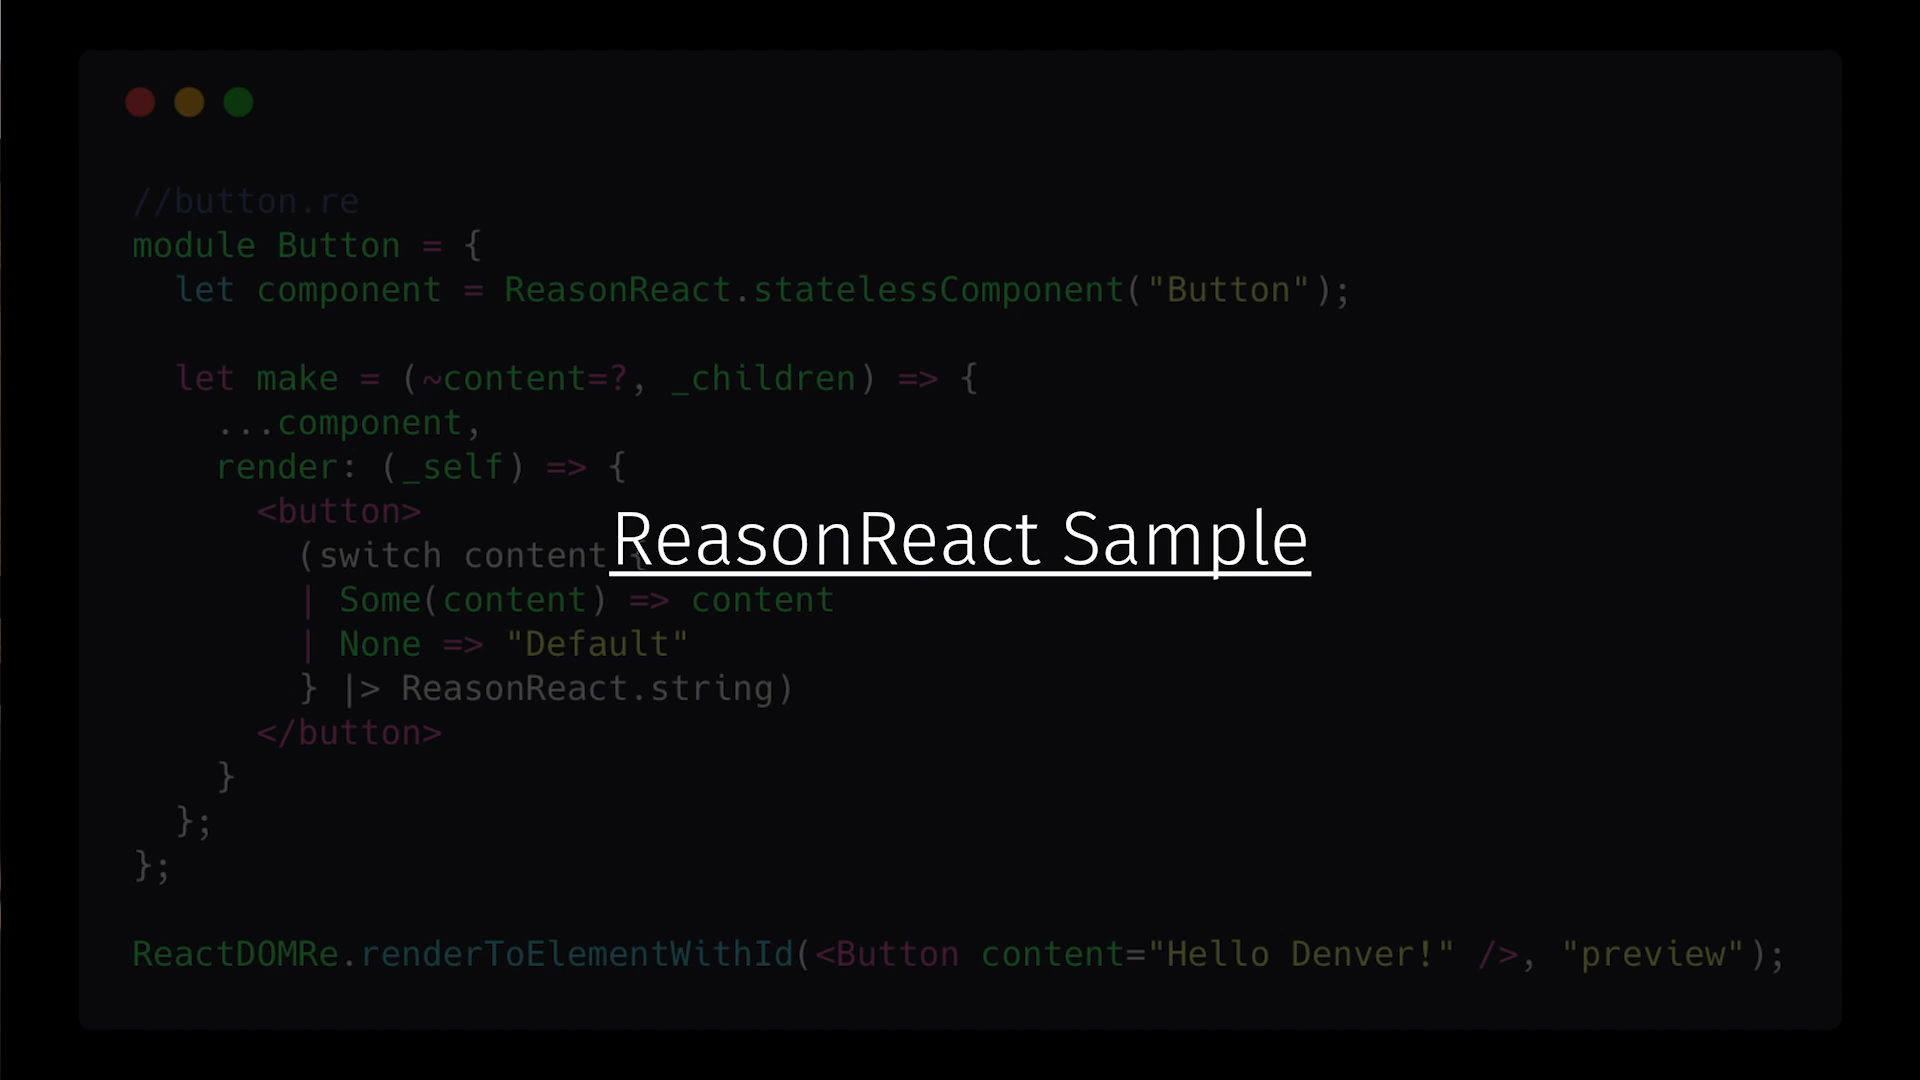 //button.re
module Button = {
  let component = ReasonReact.statelessComponent("Button");
  let make = (~content=?, _children) => {
    ...component,
    render: (_self) => {
      <button>
        (switch content {
        | Some(content) => content
        | None => "Default"
        } |> ReasonReact.string)
      </button>
    }
  };
};
ReactDOMRe.renderToElementWithId(<Button content="Hello Denver!" />, "preview");
ReasonReact Sample